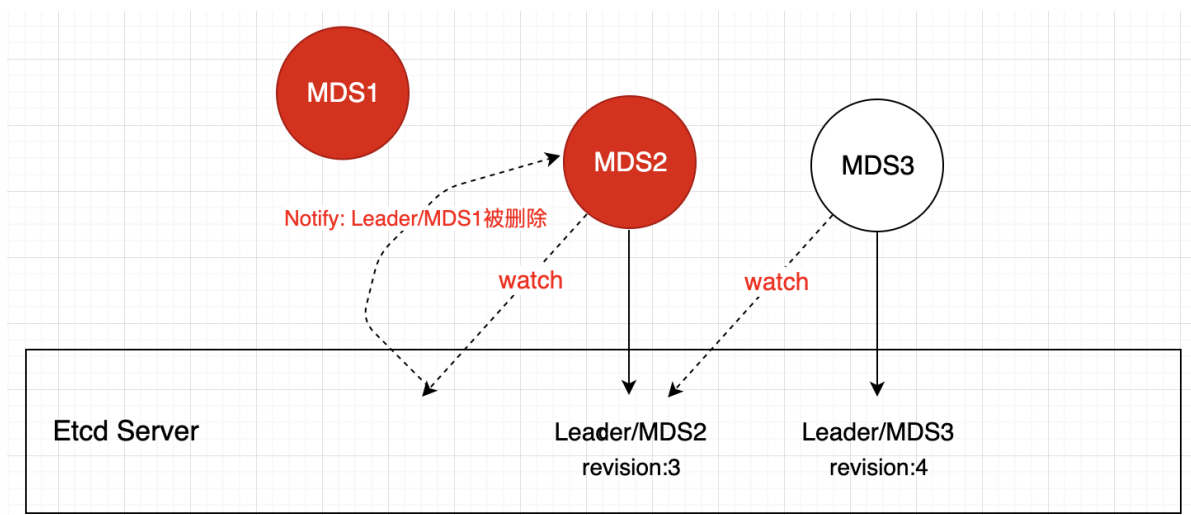 MDS1
MDS2
MDS3
Notify: Leader/MDS1被删除
watch
watch
Etcd Server
Leader/MDS2
revision:3
Leader/MDS3
revision:4